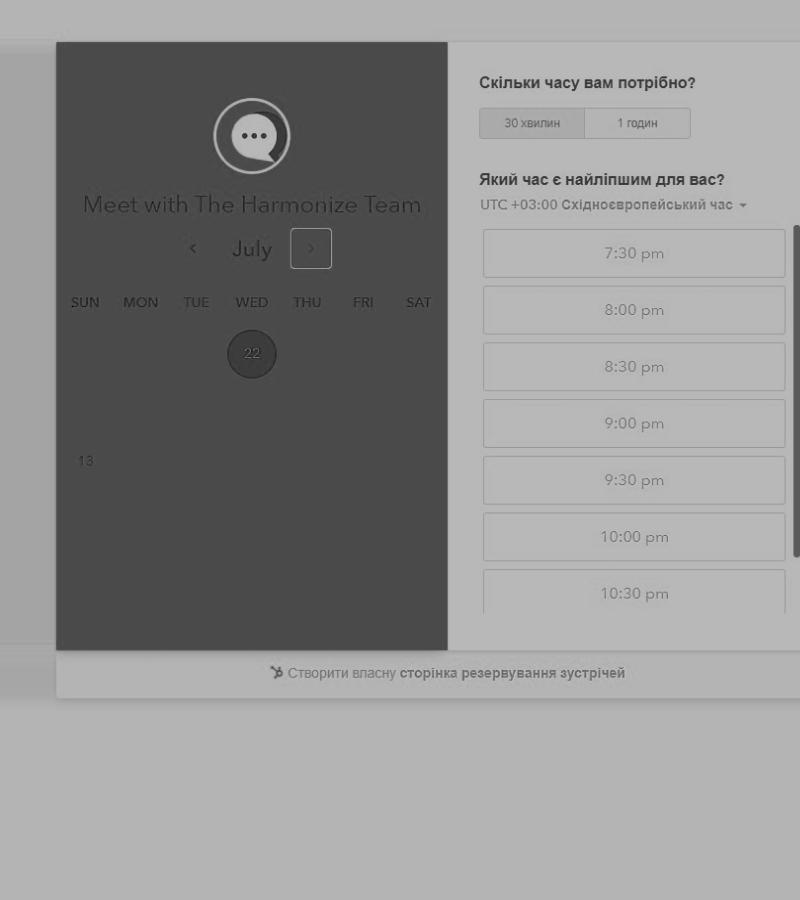 Meet with The Harmonize Team
July
SUN MON TUE WED THU FRI SAT
22
13
Скільки часу вам потрібно?
30 хвилин 1 годин
Який час є найліпшим для вас?
UTC +03:00 Східноєвропейський час
7:30 pm
8:00 pm
8:30 pm
9:00 pm
9:30 pm
10:00 pm
10:30 pm
Створити власну сторінка резервування зустрічей